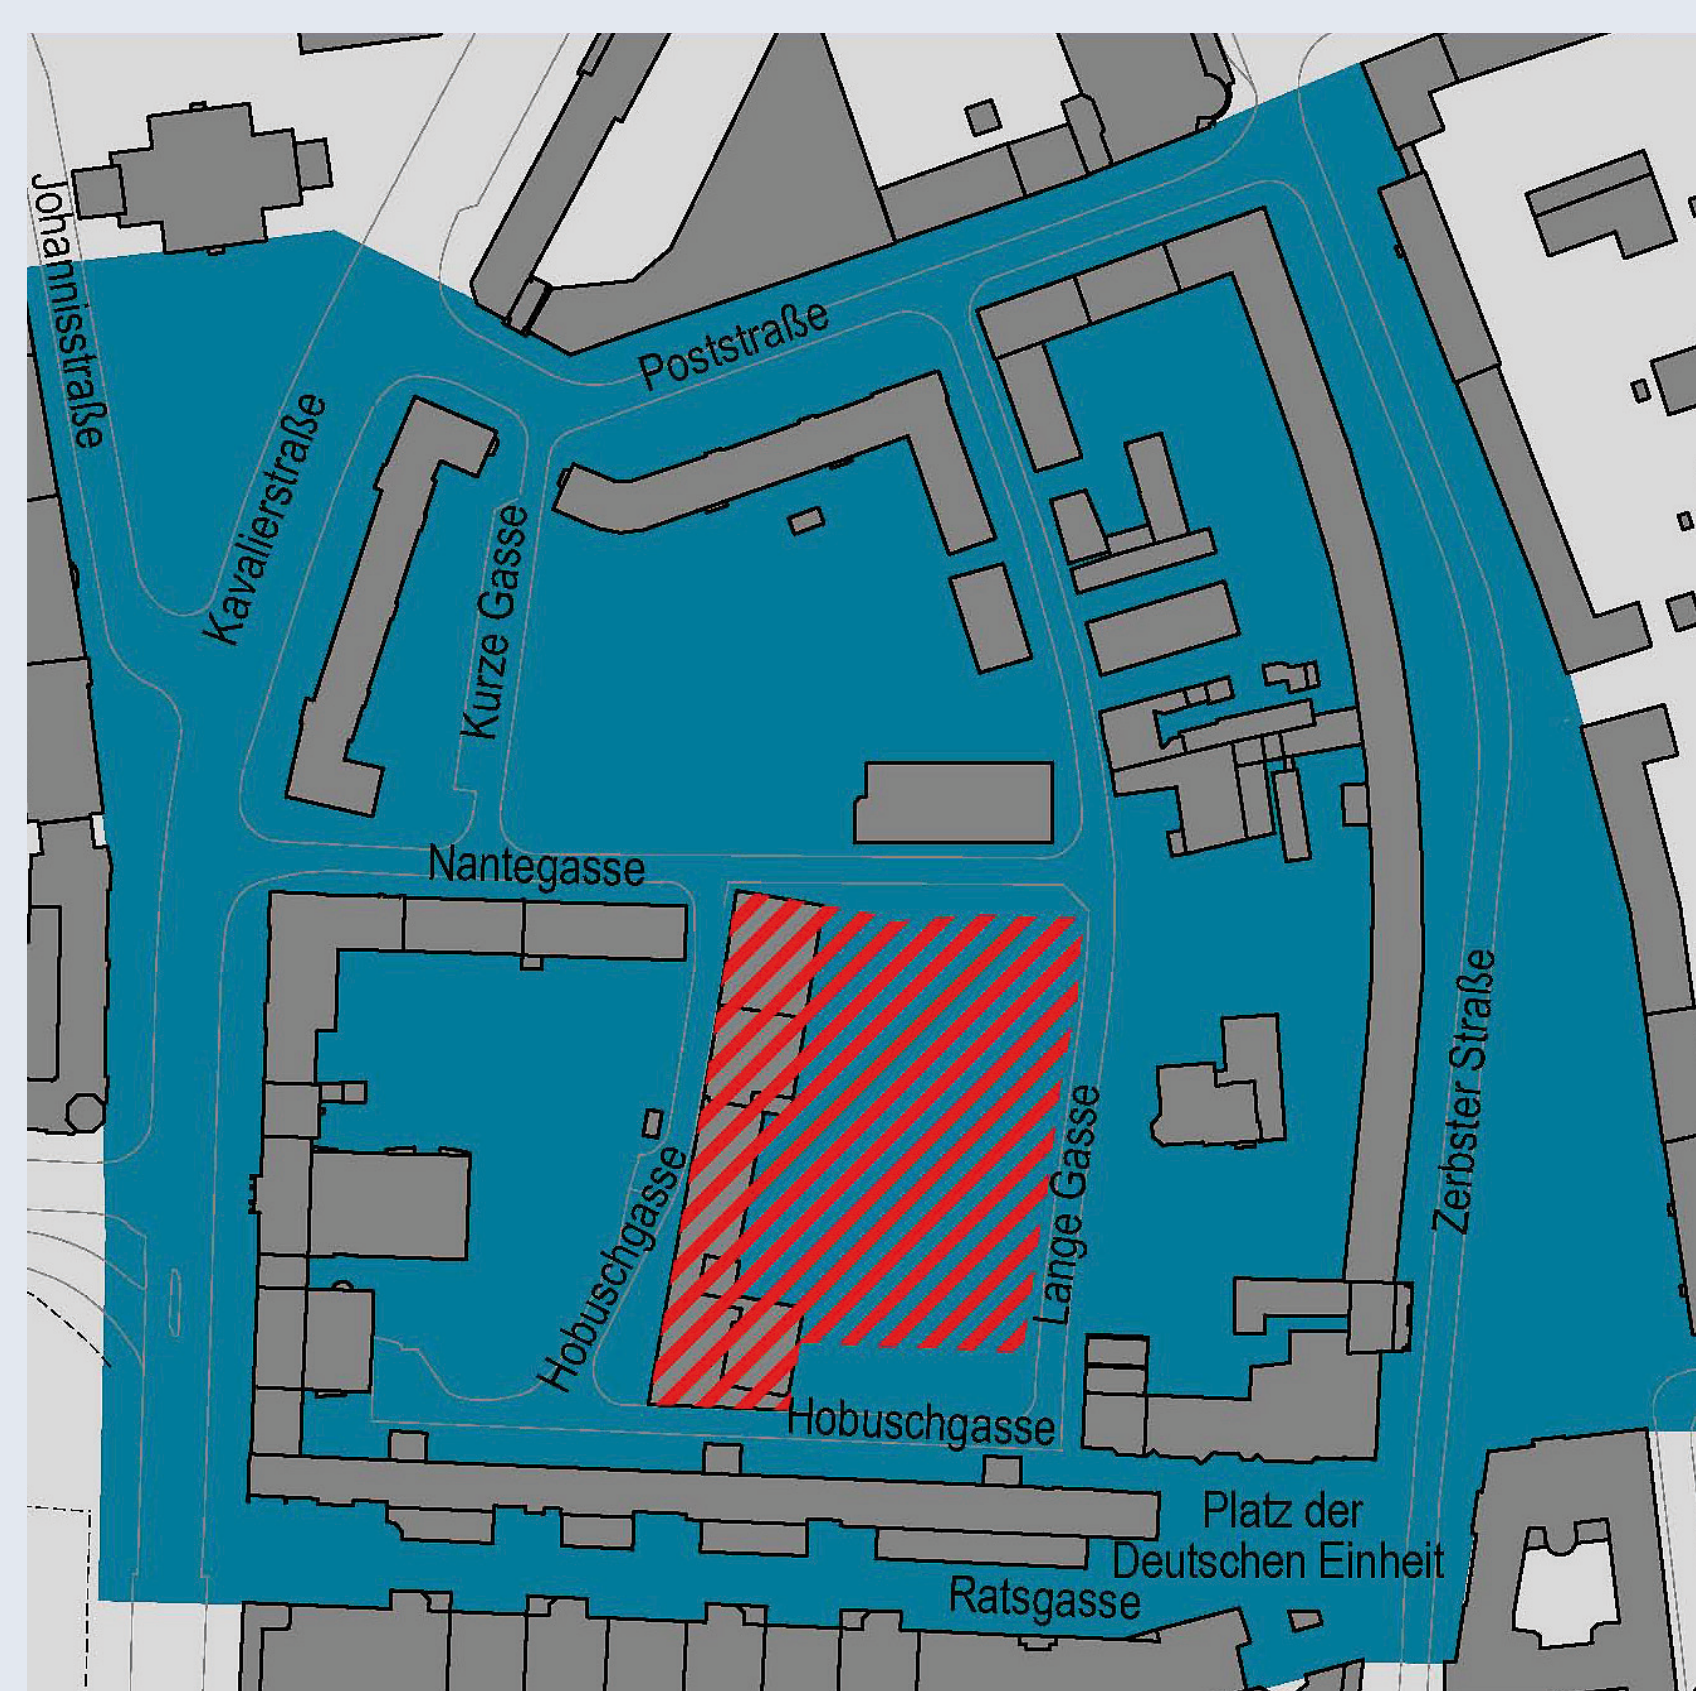 Johannisstraße
Poststraße
Kavalierstraße
Kurze Gasse
Nantegasse
Zerbster Straße
Lange Gasse
Hobuschgasse
Hobuschgasse
Platz der
Deutschen Einheit
Ratsgasse